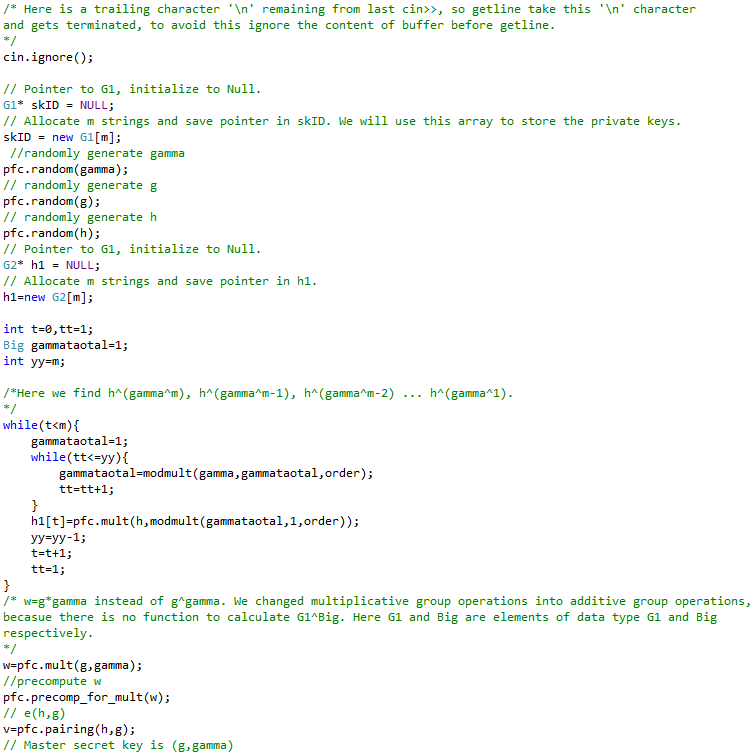 /* Here is a trailing character '\n' remaining from last cin>>, so getline take this '\n' character
and gets terminated, to avoid this ignore the content of buffer before getline.
*/
cin.ignore();

// Pointer to G1, initialize to Null.
G1* skID = NULL;
// Allocate m strings and save pointer in skID. We will use this array to store the private keys.
skID = new G1[m];
 //randomly generate gamma
pfc.random(gamma);
// randomly generate g
pfc.random(g);
// randomly generate h
pfc.random(h);
// Pointer to G1, initialize to Null.
G2* h1 = NULL;
// Allocate m strings and save pointer in h1.
h1=new G2[m];

int t=0,tt=1;
Big gammataotal=1;
int yy=m;

/*Here we find h^(gamma^m), h^(gamma^m-1), h^(gamma^m-2) ... h^(gamma^1).
*/
while(t<m){
    gammataotal=1;
    while(tt<=yy){
        gammataotal=modmult(gamma,gammataotal,order);
        tt=tt+1;
    }
    h1[t]=pfc.mult(h,modmult(gammataotal,1,order));
    yy=yy-1;
    t=t+1;
    tt=1;
}
/* w=g*gamma instead of g^gamma. We changed multiplicative group operations into additive group operations,
becasue there is no function to calculate G1^Big. Here G1 and Big are elements of data type G1 and Big
respectively.
*/
w=pfc.mult(g,gamma);
//precompute w
pfc.precomp_for_mult(w);
// e(h,g)
v=pfc.pairing(h,g);
// Master secret key is (g,gamma)